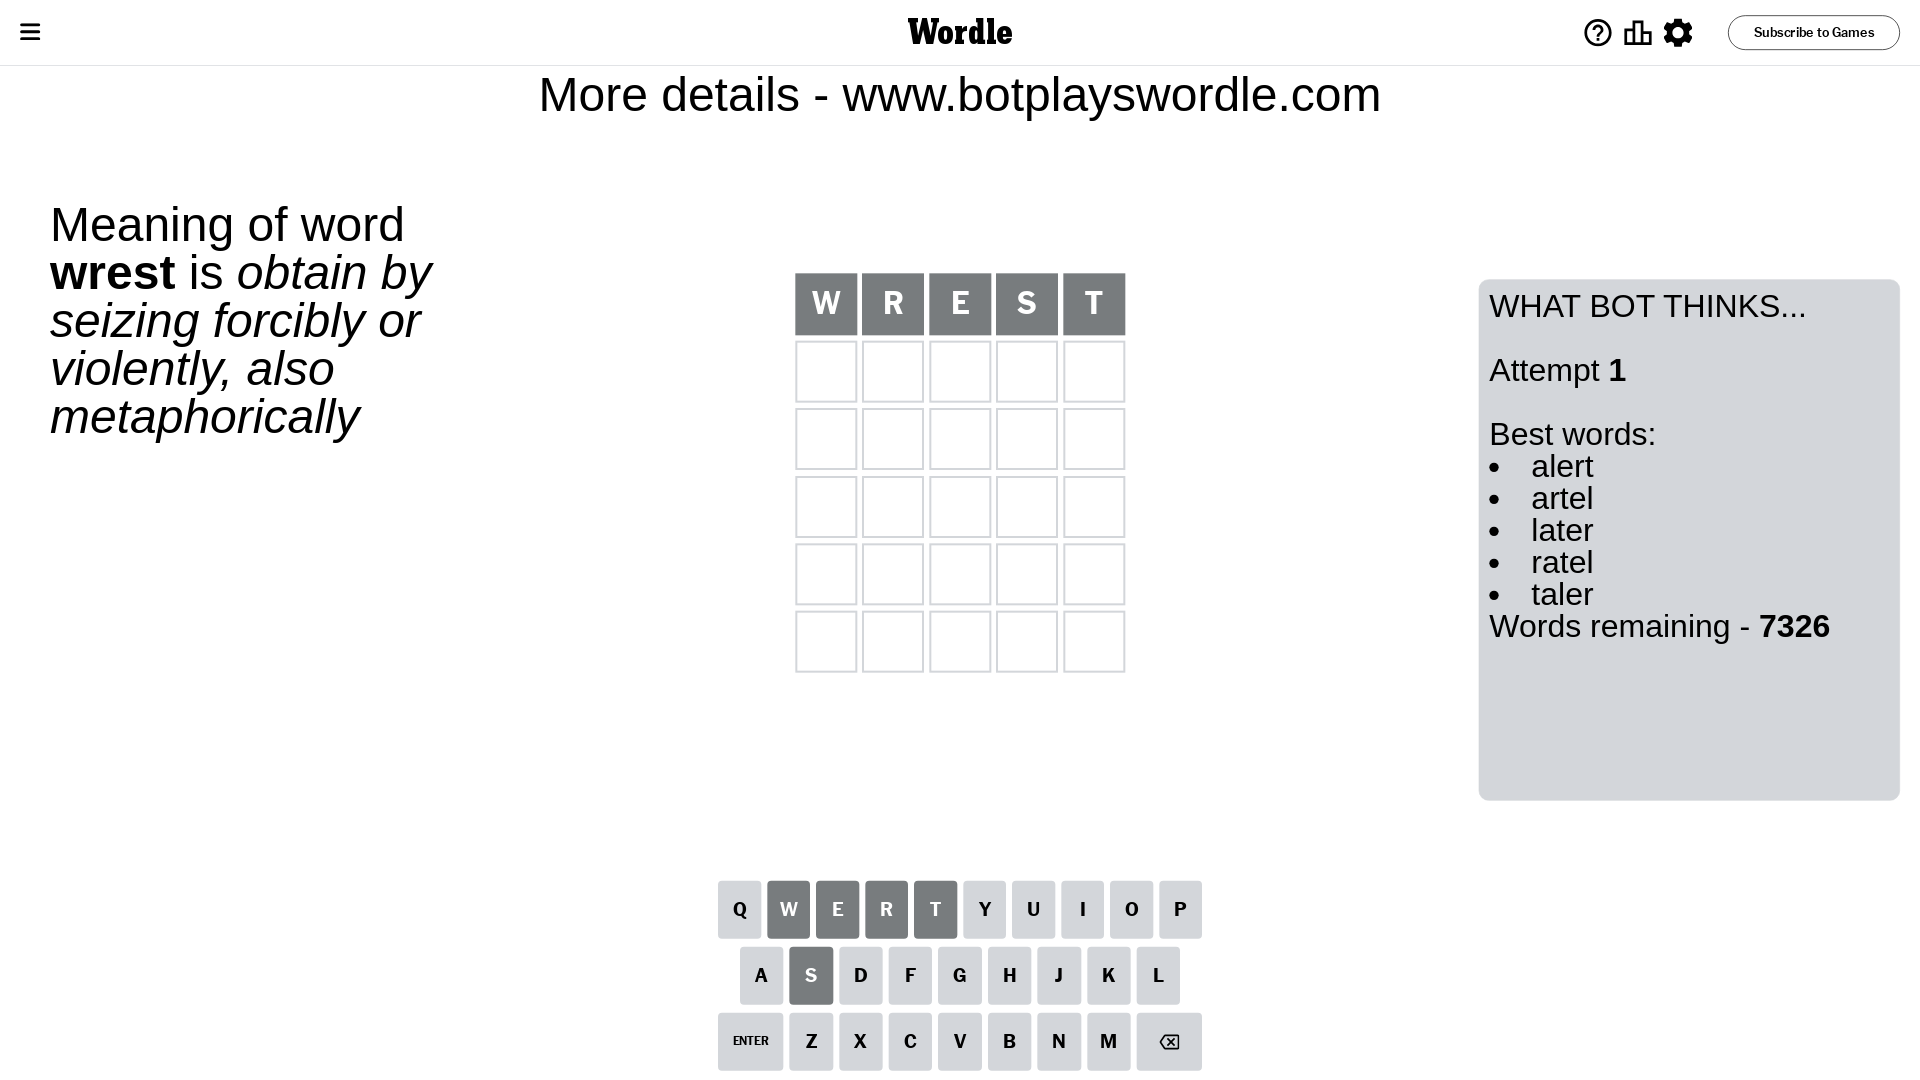 Wordle
Subscribe to Games
More details - www.botplayswordle.com
Meaning of word
wrest is obtain by
seizing forcibly or
violently, also
metaphorically
W R E S T
WHAT BOT THINKS...
Attempt 1
Best words:
• alert
• artel
• later
• ratel
• taler
Words remaining - 7326
Q W E R T Y U I O P
A S D F G H J K L
ENTER Z X C V B N M